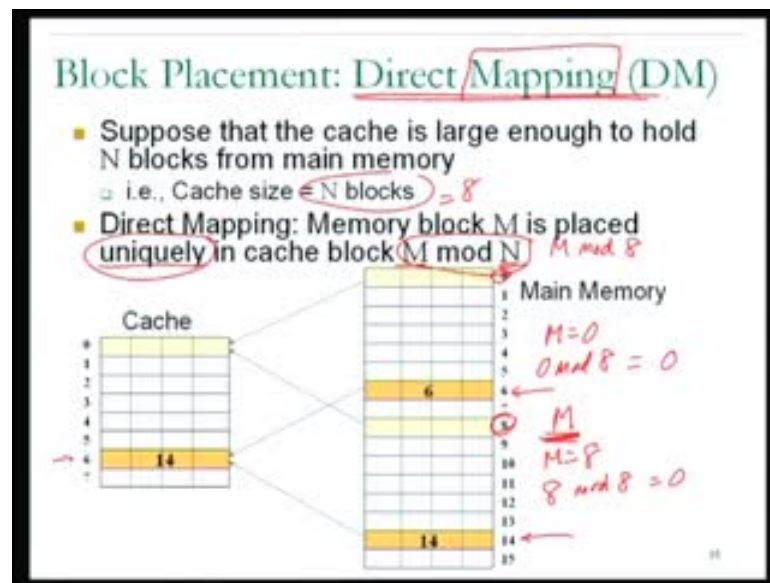 Block Placement: Direct Mapping (DM)
Suppose that the cache is large enough to hold
N blocks from main memory
i.e., Cache size = N blocks = 8
Direct Mapping: Memory block M is placed
uniquely in cache block M mod N M mod 8
Main Memory
Cache
0
1
2
3
4
5
6 14
7
0
1
2
3
4
5
6 6
8
9
10
11
12
13
14 14
15
M=0
0 mod 8 = 0
M
M=8
8 mod 8 = 0